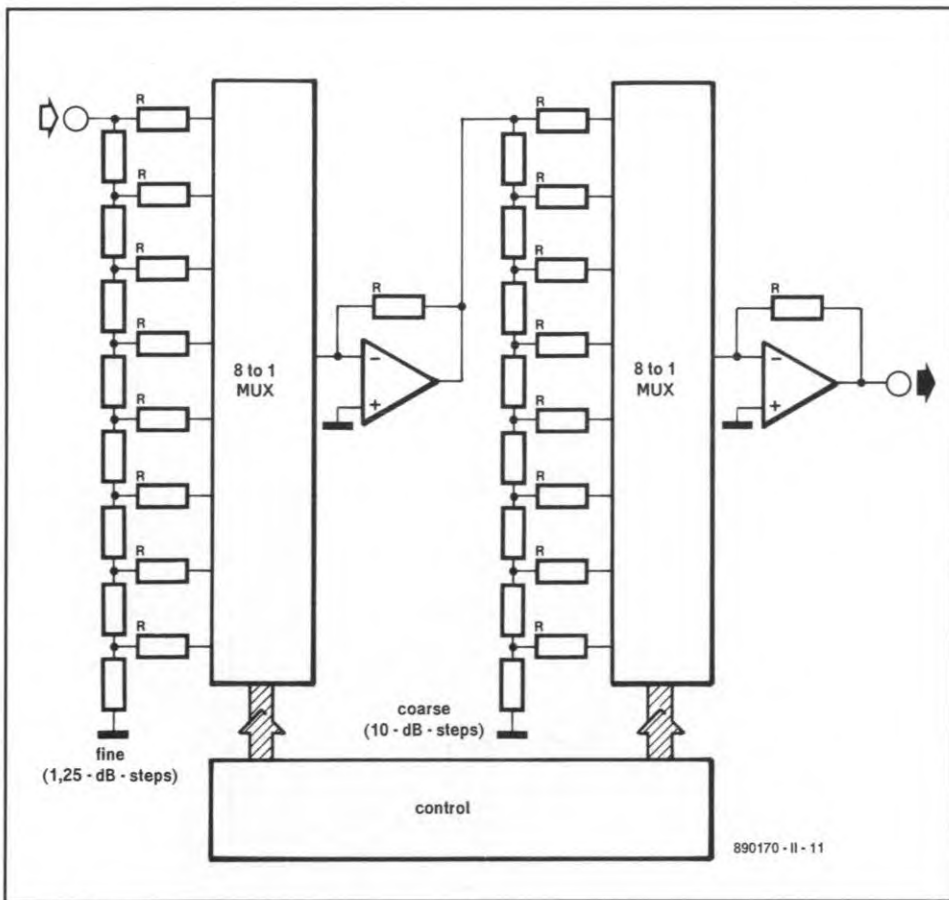 R
R
R
R
R
R
R
R
8 to 1
MUX
R
−
+
R
R
R
R
R
R
R
R
8 to 1
MUX
R
−
+
fine
(1,25 - dB - steps)
coarse
(10 - dB - steps)
control
890170 - II - 11